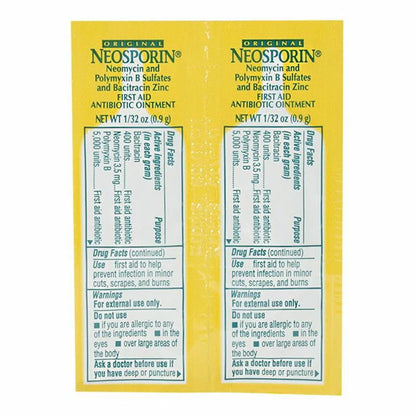 ORIGINAL
NEOSPORIN®
Neomycin and
Polymyxin B Sulfates
and Bacitracin Zinc
FIRST AID
ANTIBIOTIC OINTMENT
NET WT 1/32 oz (0.9 g)
Drug Facts
Active ingredients
(in each gram) Purpose
Bacitracin
400 units......First aid antibiotic
Neomycin 3.5 mg......First aid antibiotic
Polymyxin B
5,000 units......First aid antibiotic
Drug Facts (continued)
Use first aid to help
prevent infection in minor
cuts, scrapes, and burns
Warnings
For external use only.
Do not use
■ if you are allergic to any
of the ingredients ■ in the
eyes ■ over large areas of
the body
Ask a doctor before use if
you have deep or puncture
ORIGINAL
NEOSPORIN®
Neomycin and
Polymyxin B Sulfates
and Bacitracin Zinc
FIRST AID
ANTIBIOTIC OINTMENT
NET WT 1/32 oz (0.9 g)
Drug Facts
Active ingredients
(in each gram) Purpose
Bacitracin
400 units......First aid antibiotic
Neomycin 3.5 mg......First aid antibiotic
Polymyxin B
5,000 units......First aid antibiotic
Drug Facts (continued)
Use first aid to help
prevent infection in minor
cuts, scrapes, and burns
Warnings
For external use only.
Do not use
■ if you are allergic to any
of the ingredients ■ in the
eyes ■ over large areas of
the body
Ask a doctor before use if
you have deep or puncture